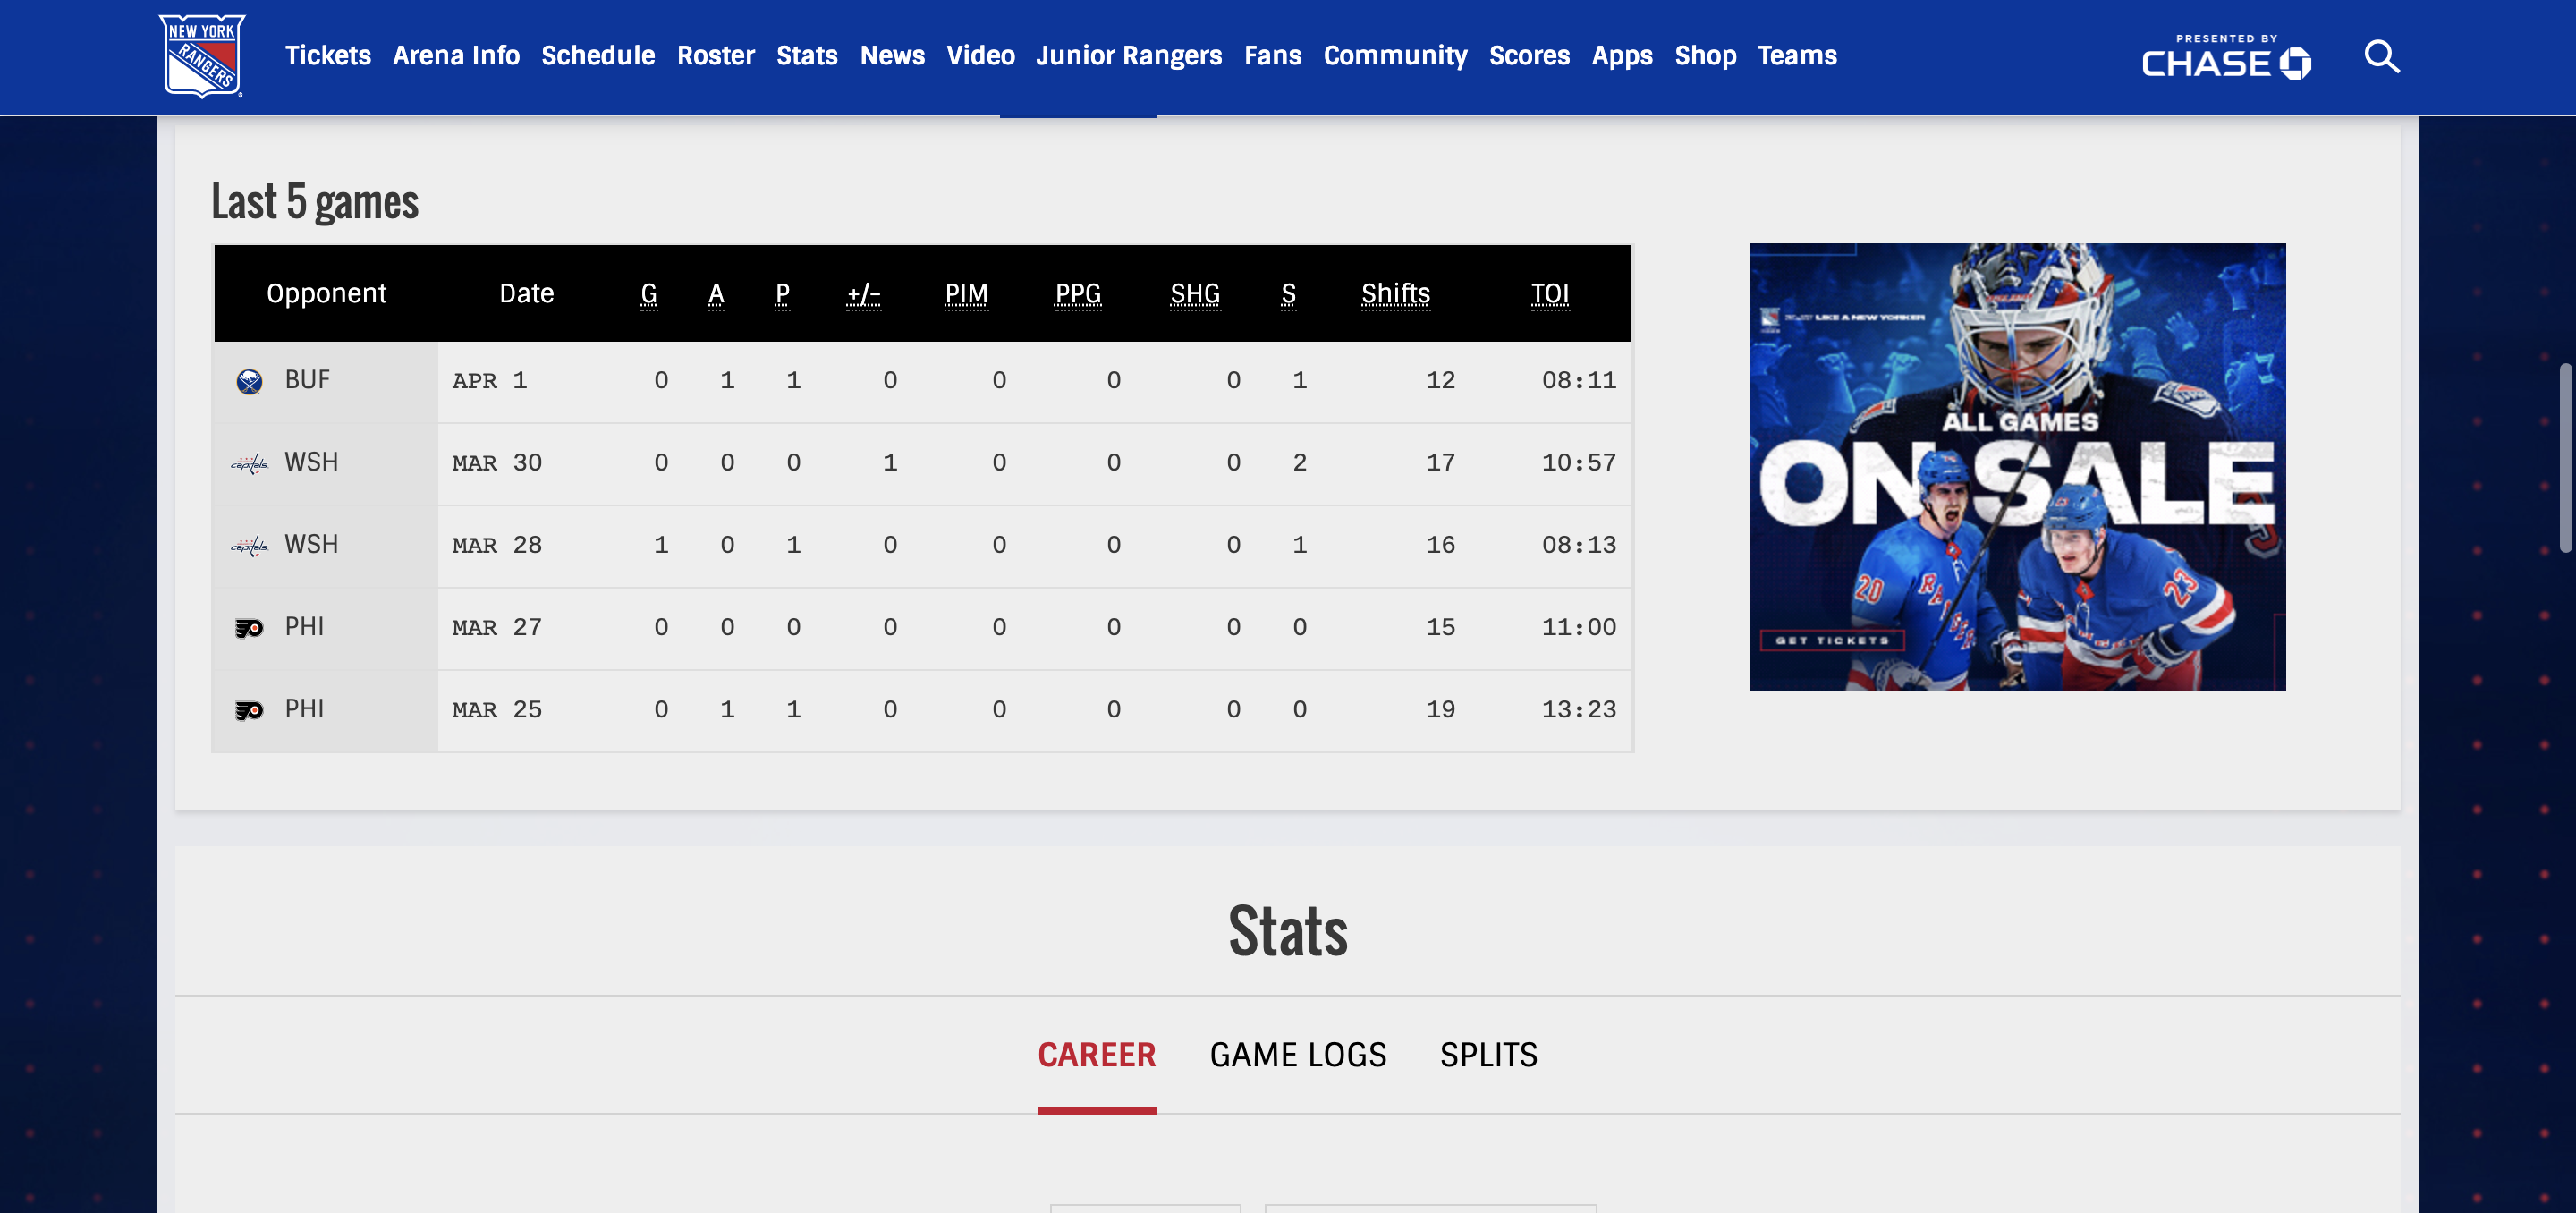 NEW YORK
RANGERS
Tickets Arena Info Schedule Roster Stats News Video Junior Rangers Fans Community Scores Apps Shop Teams
PRESENTED BY
CHASE
Last 5 games
Opponent Date G A P +/- PIM PPG SHG S Shifts TOI
BUF APR 1 0 1 1 0 0 0 0 1 12 08:11
capitals WSH MAR 30 0 0 0 1 0 0 0 2 17 10:57
capitals WSH MAR 28 1 0 1 0 0 0 0 1 16 08:13
PHI MAR 27 0 0 0 0 0 0 0 0 15 11:00
PHI MAR 25 0 1 1 0 0 0 0 0 19 13:23
LIKE A NEW YORKER
ALL GAMES
ON SALE
20
23
GET TICKETS
Stats
CAREER GAME LOGS SPLITS